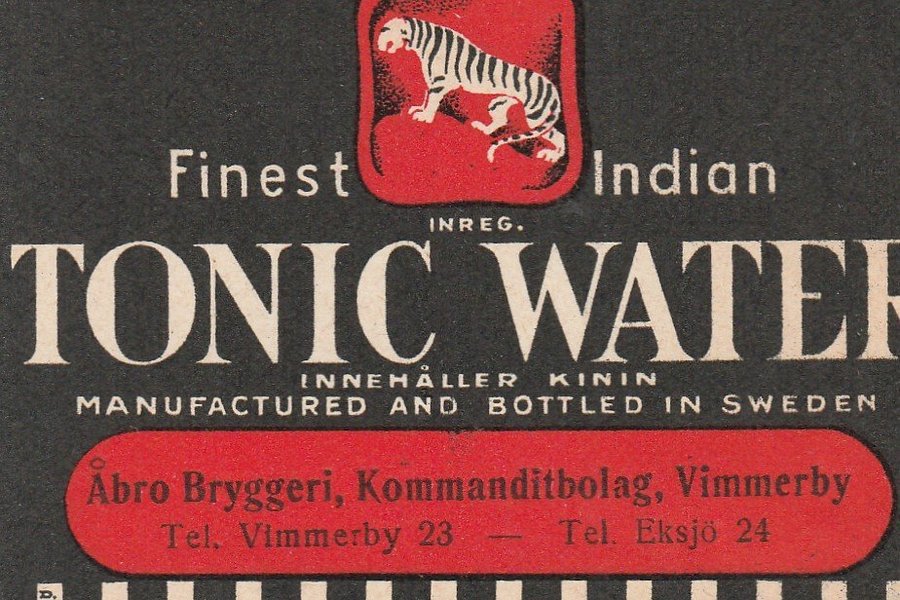 Finest Indian
INREG.
TONIC WATER
INNEHÅLLER KININ
MANUFACTURED AND BOTTLED IN SWEDEN
Åbro Bryggeri, Kommanditbolag, Vimmerby
Tel. Vimmerby 23 — Tel. Eksjö 24